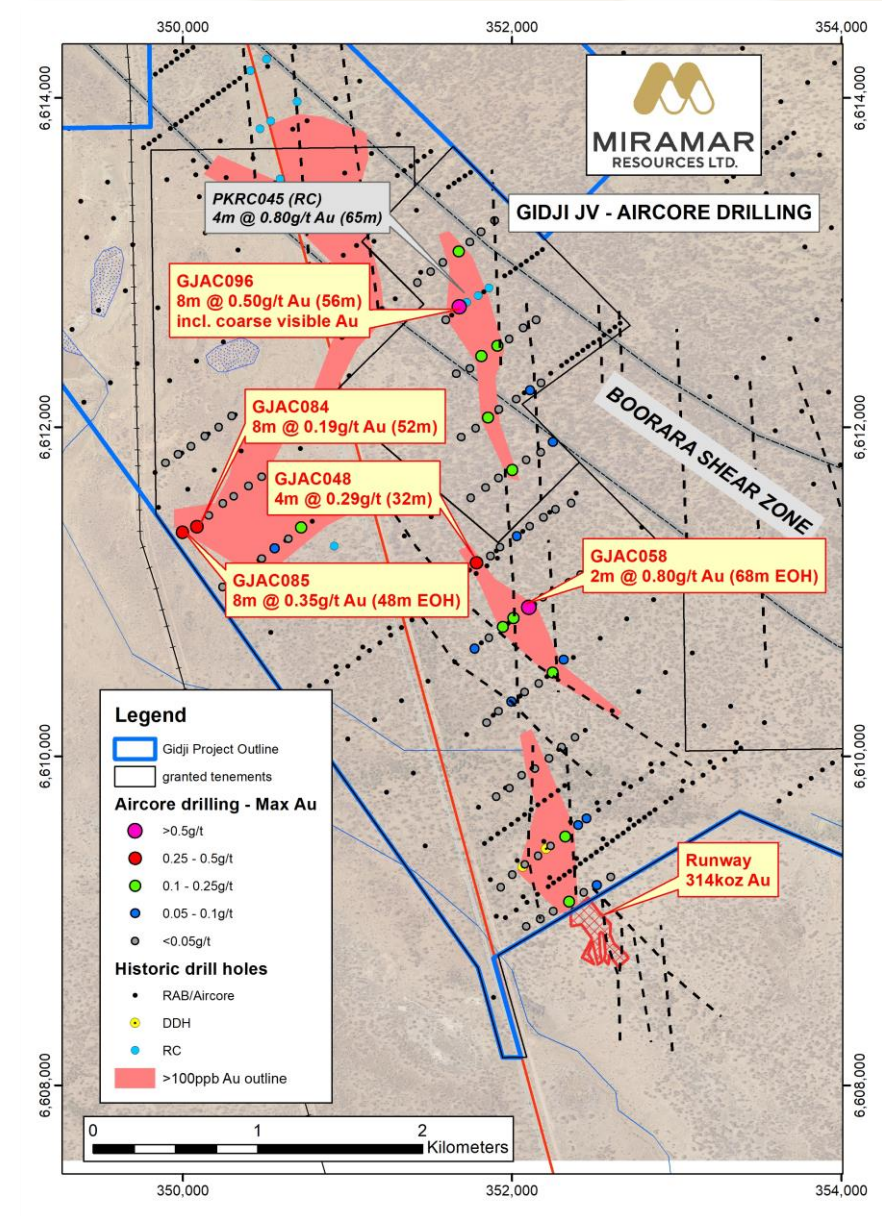 350,000
352,000
354,000
6,614,000
6,614,000
MIRAMAR
RESOURCES LTD.
GIDJI JV - AIRCORE DRILLING
PKRC045 (RC)
4m @ 0.80g/t Au (65m)
GJAC096
8m @ 0.50g/t Au (56m)
incl. coarse visible Au
GJAC084
8m @ 0.19g/t Au (52m)
6,612,000
6,612,000
BOORARA SHEAR ZONE
GJAC048
4m @ 0.29g/t (32m)
GJAC058
2m @ 0.80g/t Au (68m EOH)
GJAC085
8m @ 0.35g/t Au (48m EOH)
6,610,000
6,610,000
Legend
Gidji Project Outline
granted tenements
Aircore drilling - Max Au
>0.5g/t
0.25 - 0.5g/t
0.1 - 0.25g/t
0.05 - 0.1g/t
<0.05g/t
Historic drill holes
RAB/Aircore
DDH
RC
>100ppb Au outline
Runway
314koz Au
6,608,000
6,608,000
0 1 2
Kilometers
350,000
352,000
354,000